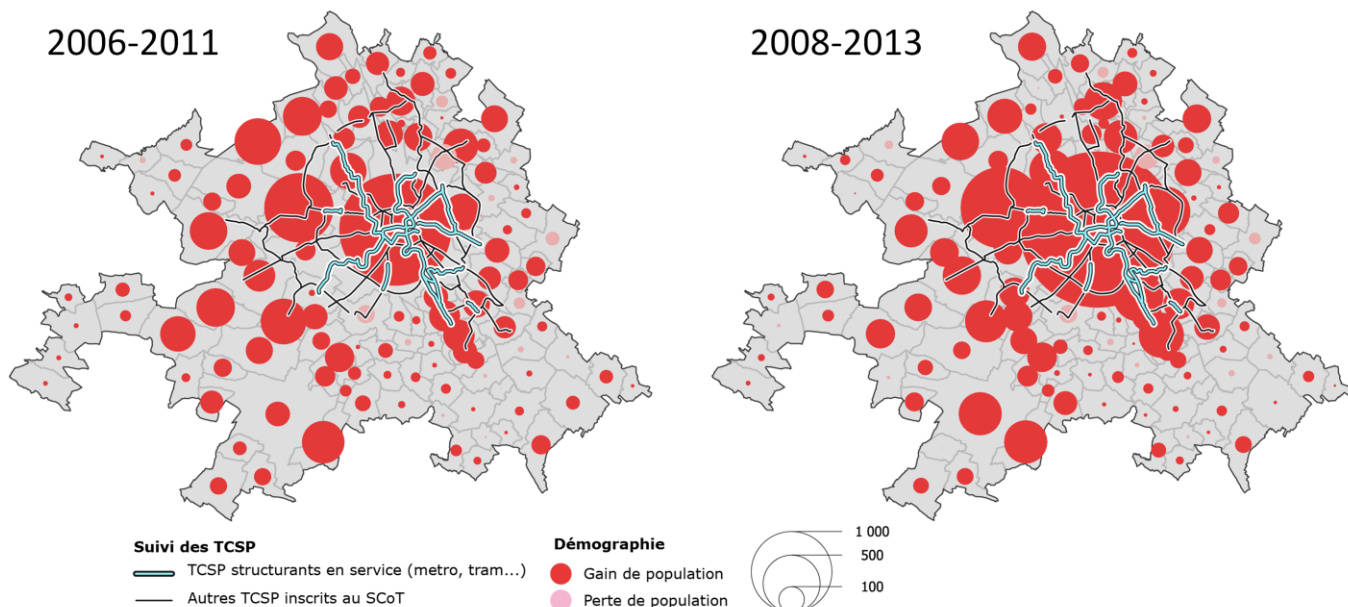 2006-2011
2008-2013
Suivi des TCSP
TCSP structurants en service (metro, tram...)
Autres TCSP inscrits au SCoT
Démographie
Gain de population
Perte de population
1 000
500
100